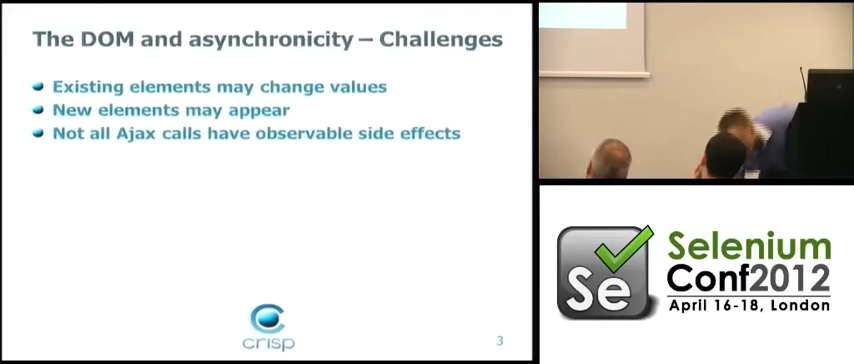 The DOM and asynchronicity – Challenges
Existing elements may change values
New elements may appear
Not all Ajax calls have observable side effects
crisp
3
Se
Selenium
Conf2012
April 16-18, London